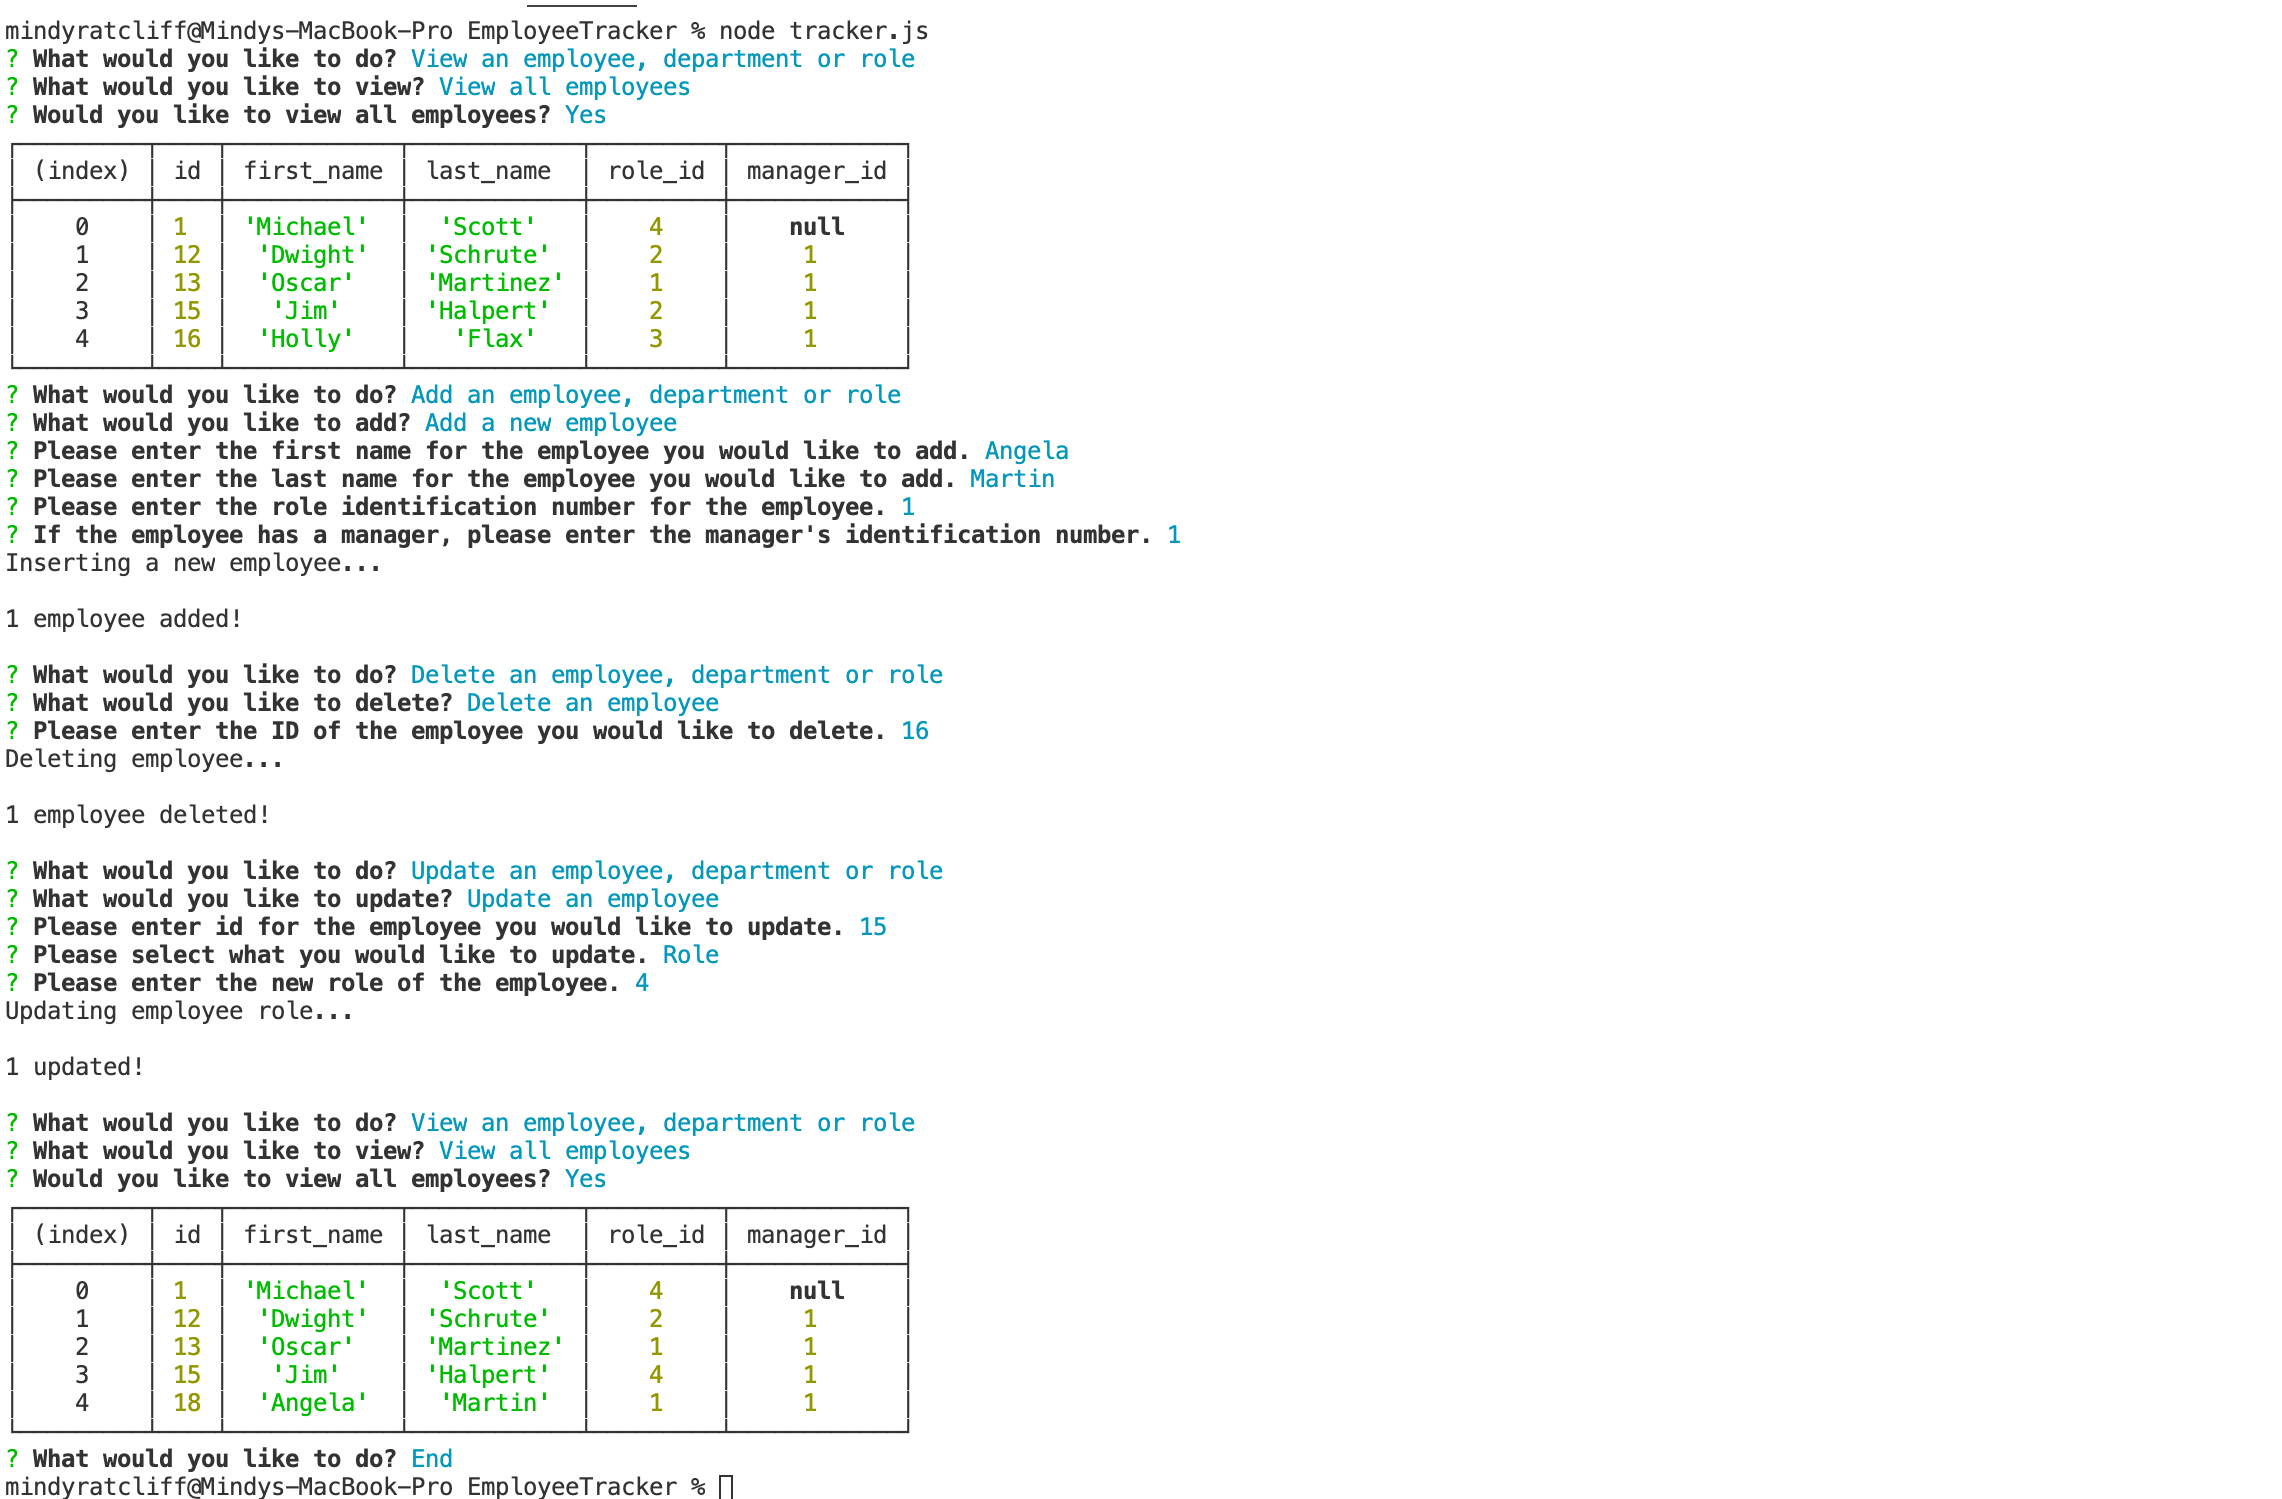 mindyratcliff@Mindys-MacBook-Pro EmployeeTracker % node tracker.js
? What would you like to do? View an employee, department or role
? What would you like to view? View all employees
? Would you like to view all employees? Yes
(index) id first_name last_name role_id manager_id
0 1 'Michael' 'Scott' 4 null
1 12 'Dwight' 'Schrute' 2 1
2 13 'Oscar' 'Martinez' 1 1
3 15 'Jim' 'Halpert' 2 1
4 16 'Holly' 'Flax' 3 1
? What would you like to do? Add an employee, department or role
? What would you like to add? Add a new employee
? Please enter the first name for the employee you would like to add. Angela
? Please enter the last name for the employee you would like to add. Martin
? Please enter the role identification number for the employee. 1
? If the employee has a manager, please enter the manager's identification number. 1
Inserting a new employee...
1 employee added!
? What would you like to do? Delete an employee, department or role
? What would you like to delete? Delete an employee
? Please enter the ID of the employee you would like to delete. 16
Deleting employee...
1 employee deleted!
? What would you like to do? Update an employee, department or role
? What would you like to update? Update an employee
? Please enter id for the employee you would like to update. 15
? Please select what you would like to update. Role
? Please enter the new role of the employee. 4
Updating employee role...
1 updated!
? What would you like to do? View an employee, department or role
? What would you like to view? View all employees
? Would you like to view all employees? Yes
(index) id first_name last_name role_id manager_id
0 1 'Michael' 'Scott' 4 null
1 12 'Dwight' 'Schrute' 2 1
2 13 'Oscar' 'Martinez' 1 1
3 15 'Jim' 'Halpert' 4 1
4 18 'Angela' 'Martin' 1 1
? What would you like to do? End
mindyratcliff@Mindys-MacBook-Pro EmployeeTracker %